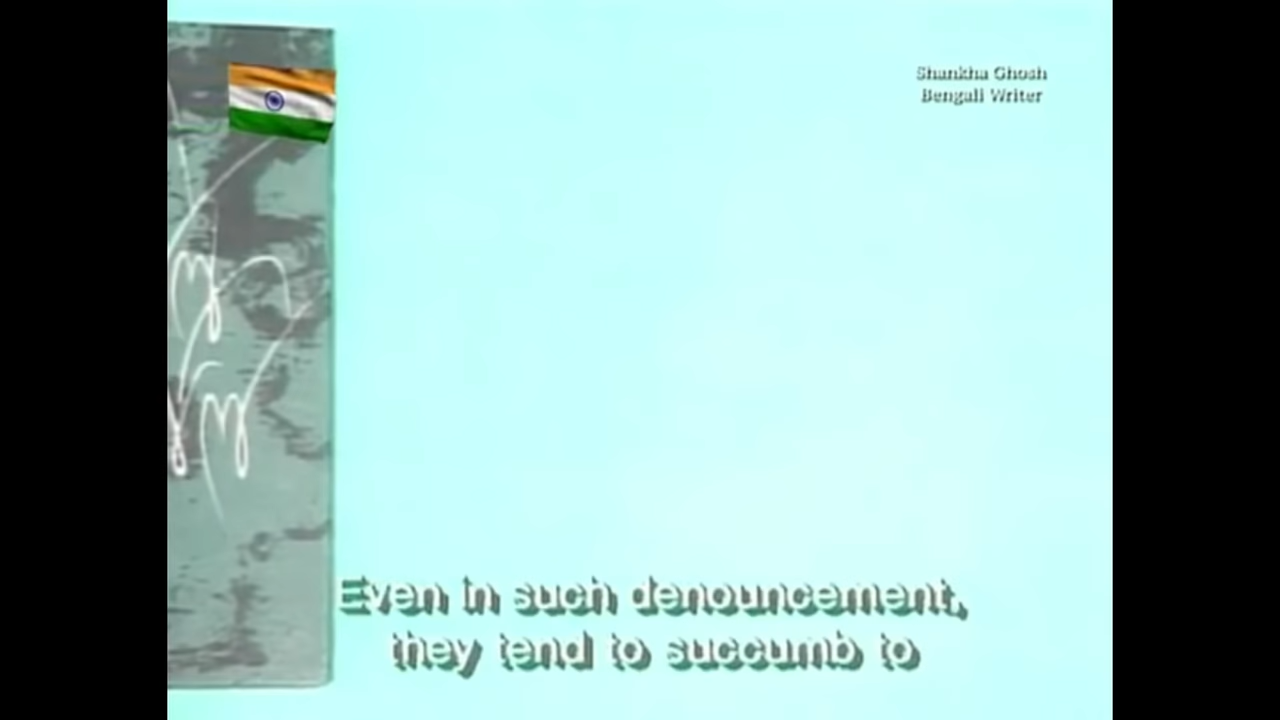 Shankha Ghosh
Bengali Writer
Even in such denouncement,
they tend to succumb to